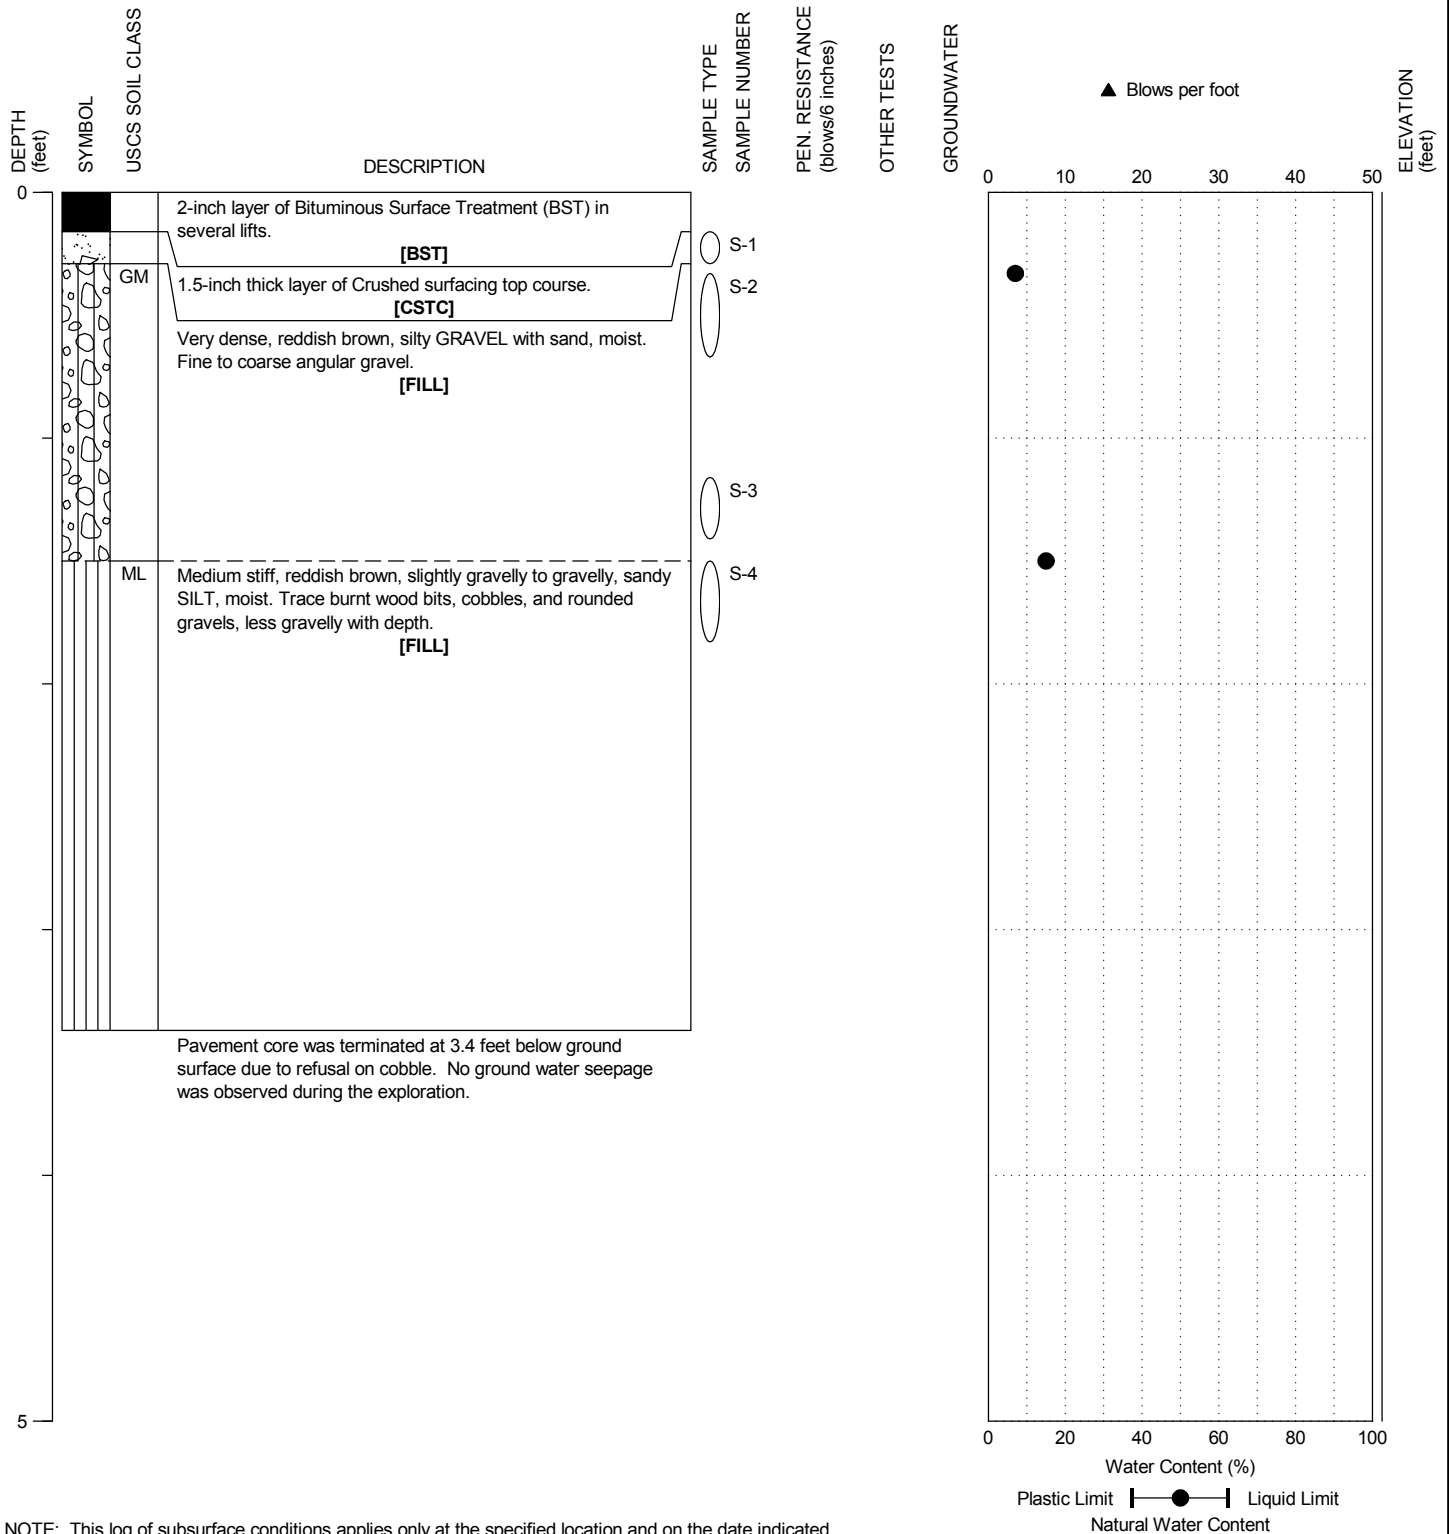 DEPTH
(feet)
SYMBOL
USCS SOIL CLASS
DESCRIPTION
SAMPLE TYPE
SAMPLE NUMBER
PEN. RESISTANCE
(blows/6 inches)
OTHER TESTS
GROUNDWATER
▲ Blows per foot
ELEVATION
(feet)
0 10 20 30 40 50
0
2-inch layer of Bituminous Surface Treatment (BST) in
several lifts.
[BST]
S-1
GM
1.5-inch thick layer of Crushed surfacing top course.
[CSTC]
S-2
Very dense, reddish brown, silty GRAVEL with sand, moist.
Fine to coarse angular gravel.
[FILL]
S-3
ML
Medium stiff, reddish brown, slightly gravelly to gravelly, sandy
SILT, moist. Trace burnt wood bits, cobbles, and rounded
gravels, less gravelly with depth.
[FILL]
S-4
Pavement core was terminated at 3.4 feet below ground
surface due to refusal on cobble. No ground water seepage
was observed during the exploration.
5
0 20 40 60 80 100
Water Content (%)
Plastic Limit Liquid Limit
Natural Water Content
NOTE: This log of subsurface conditions applies only at the specified location and on the date indicated